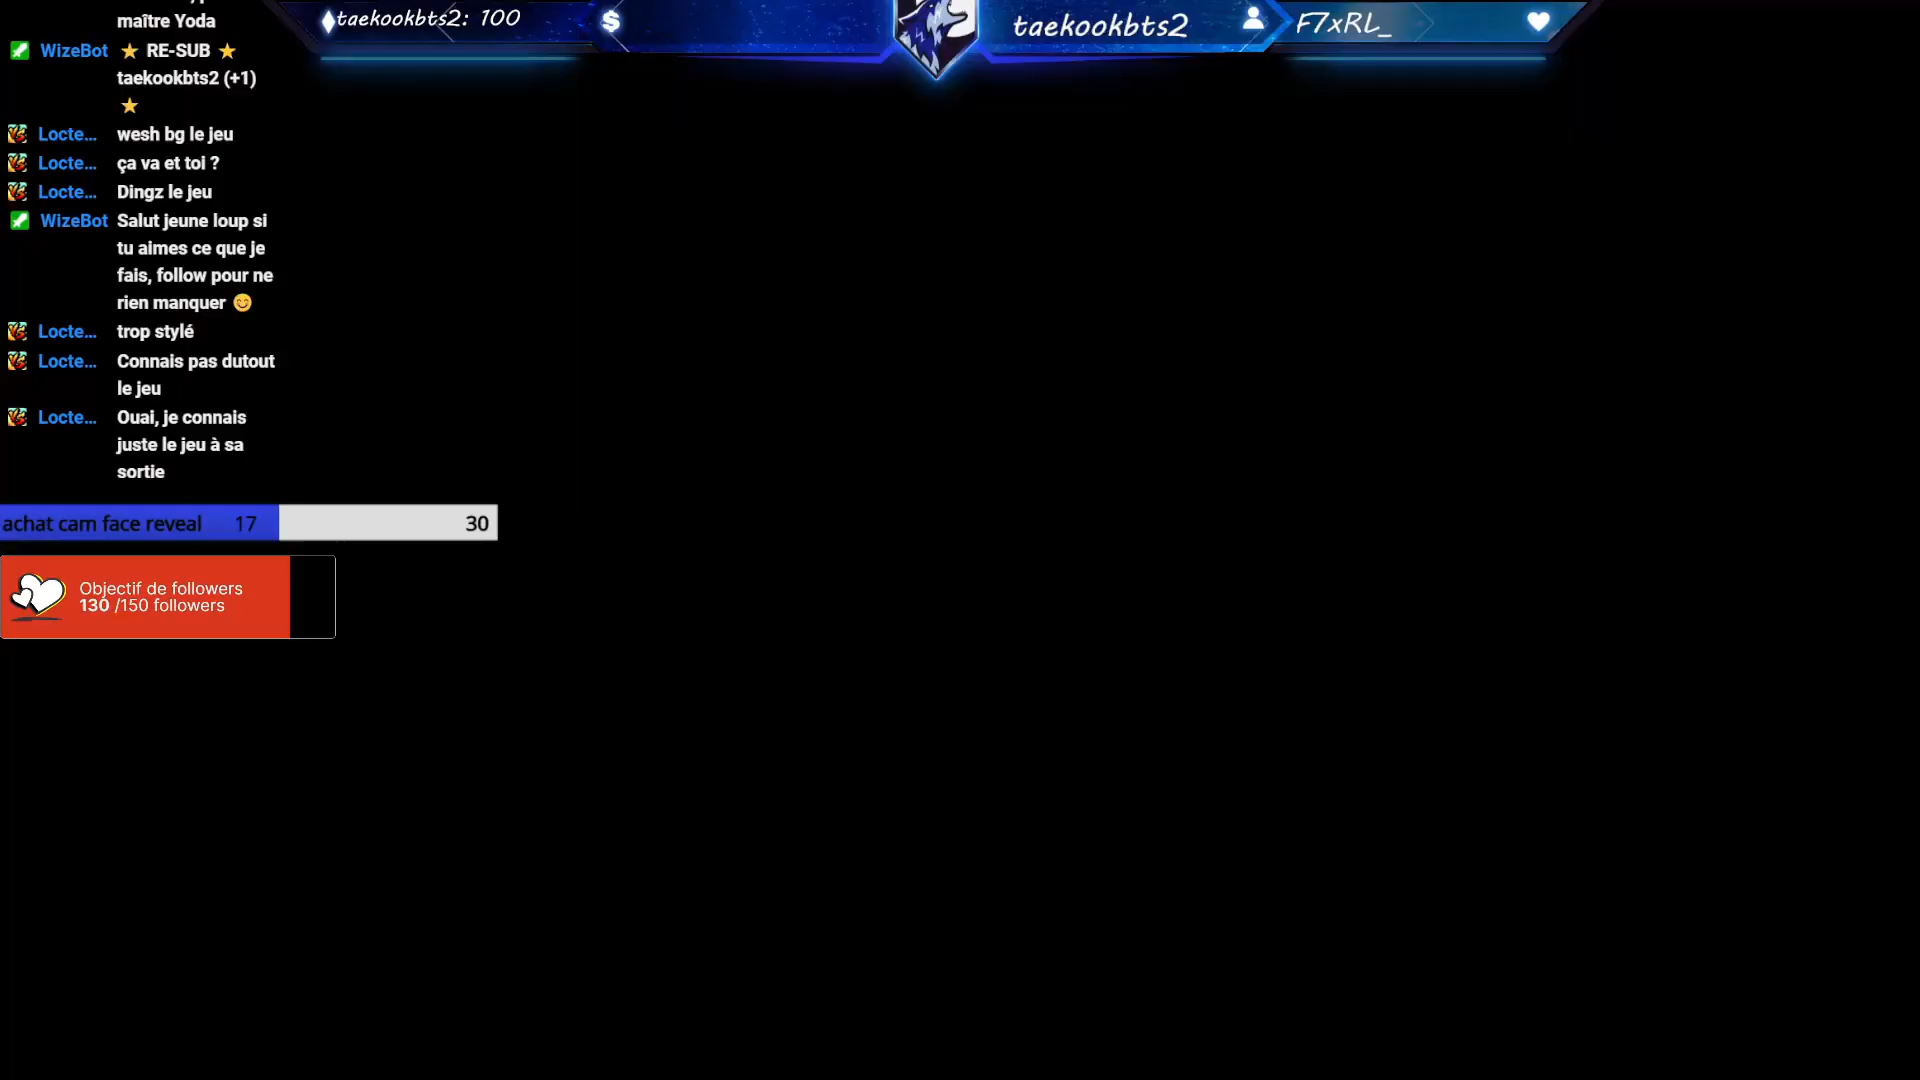 taekookbts2: 100
$
taekookbts2
F7xRL_
maître Yoda
WizeBot ⭐ RE-SUB ⭐
taekookbts2 (+1)
⭐
Locte... wesh bg le jeu
Locte... ça va et toi ?
Locte... Dingz le jeu
WizeBot Salut jeune loup si
tu aimes ce que je
fais, follow pour ne
rien manquer 😊
Locte... trop stylé
Locte... Connais pas dutout
le jeu
Locte... Ouai, je connais
juste le jeu à sa
sortie
achat cam face reveal 17 30
Objectif de followers
130 /150 followers